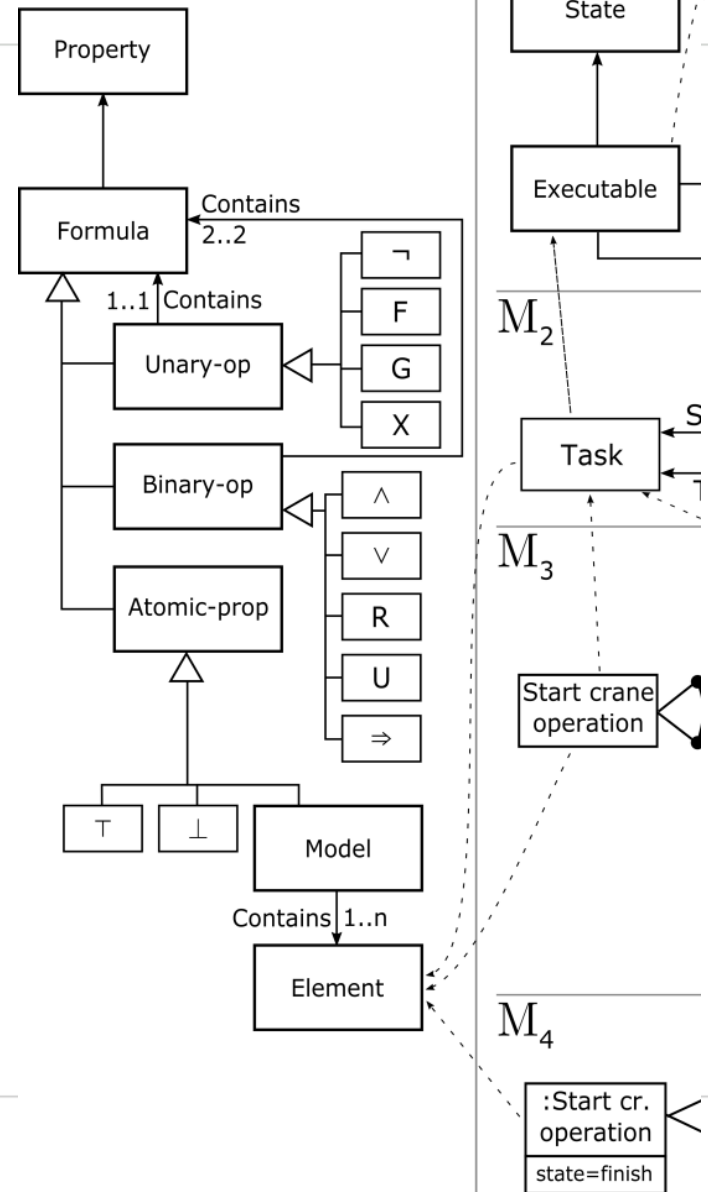 Property
Formula
Contains
2..2
1..1 Contains
Unary-op
¬
F
G
X
Binary-op
∧
∨
R
U
⇒
Atomic-prop
⊤
⊥
Model
Contains 1..n
Element
State
Executable
M2
Task
S
M3
Start crane
operation
M4
:Start cr.
operation
state=finish